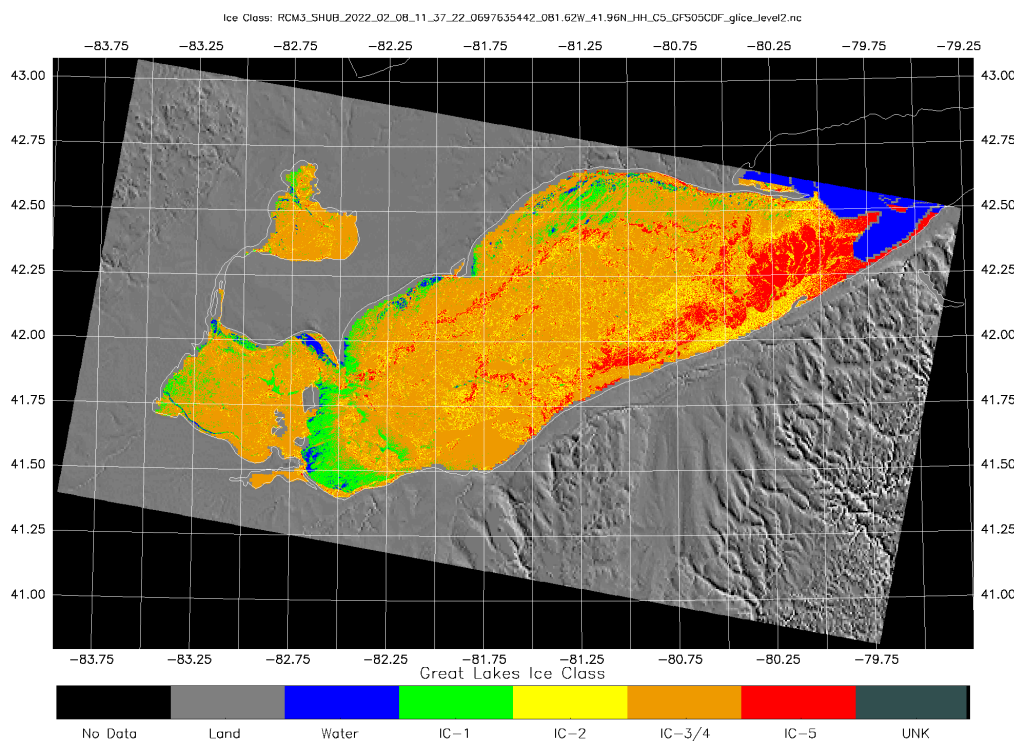 Ice Class: RCM3_SHUB_2022_02_08_11_37_22_0697635442_081.62W_41.96N_HH_C5_GFS05CDF_glice_level2.nc
-83.75 -83.25 -82.75 -82.25 -81.75 -81.25 -80.75 -80.25 -79.75 -79.25
43.00 43.00
42.75 42.75
42.50 42.50
42.25 42.25
42.00 42.00
41.75 41.75
41.50 41.50
41.25 41.25
41.00 41.00
-83.75 -83.25 -82.75 -82.25 -81.75 -81.25 -80.75 -80.25 -79.75
Great Lakes Ice Class
No Data Land Water IC-1 IC-2 IC-3/4 IC-5 UNK